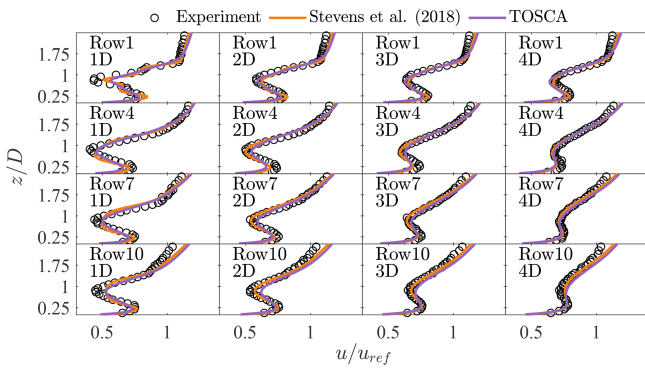 Experiment Stevens et al. (2018) TOSCA
z/D
1.75
1
0.25
Row1
1D
Row1
2D
Row1
3D
Row1
4D
1.75
1
0.25
Row4
1D
Row4
2D
Row4
3D
Row4
4D
1.75
1
0.25
Row7
1D
Row7
2D
Row7
3D
Row7
4D
1.75
1
0.25
Row10
1D
Row10
2D
Row10
3D
Row10
4D
0.5 1 0.5 1 0.5 1 0.5 1
u/u_ref